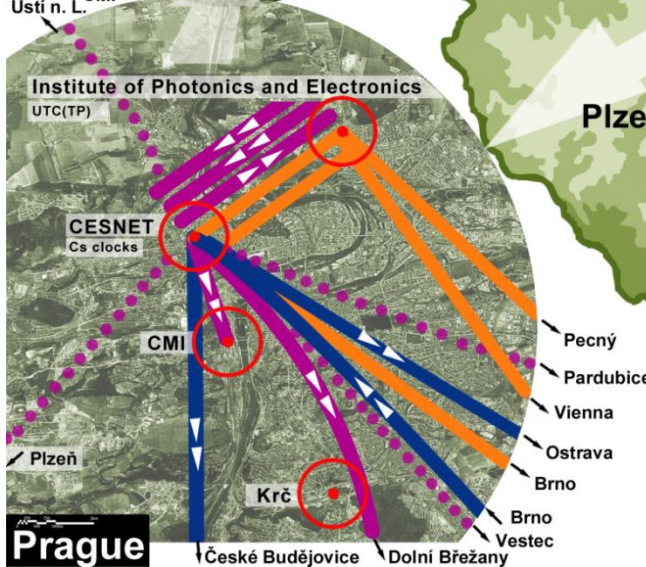 Ústí n. L.
Institute of Photonics and Electronics
UTC(TP)
Plze
CESNET
Cs clocks
CMI
Pecný
Pardubice
Vienna
Ostrava
Plzeň
Krč
Brno
Brno
Vestec
Prague
České Budějovice
Dolní Břežany